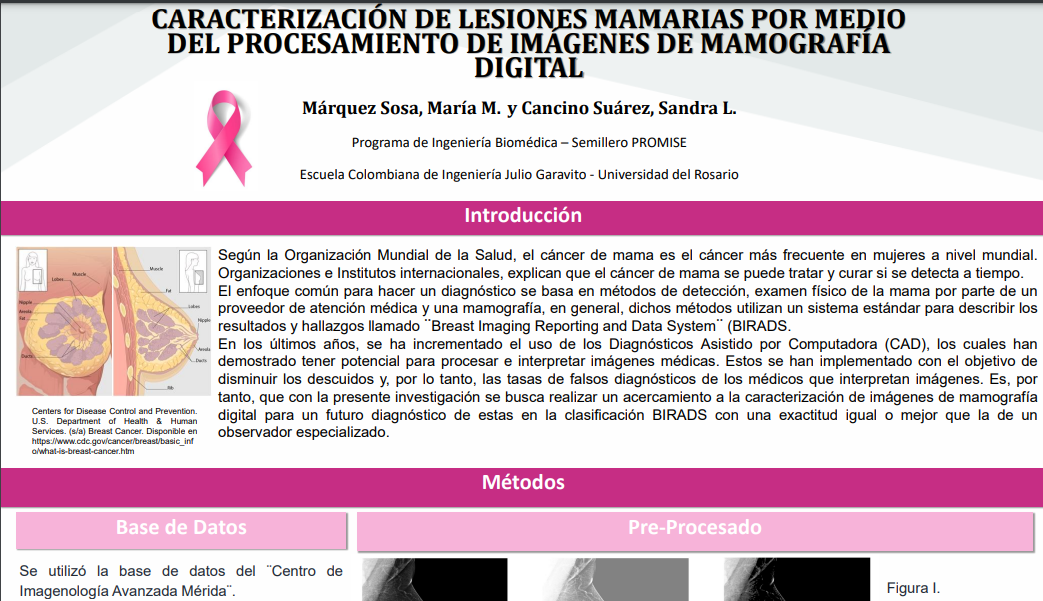 CARACTERIZACIÓN DE LESIONES MAMARIAS POR MEDIO
DEL PROCESAMIENTO DE IMÁGENES DE MAMOGRAFÍA
DIGITAL
Márquez Sosa, María M. y Cancino Suárez, Sandra L.
Programa de Ingeniería Biomédica – Semillero PROMISE
Escuela Colombiana de Ingeniería Julio Garavito - Universidad del Rosario
Introducción
Muscle
Lobes
Nipple
Areola
Fat
Ducts
Muscle
Fat
Lobes
Nipple
Areola
Ducts
Rib
Centers for Disease Control and Prevention.
U.S. Department of Health & Human
Services. (s/a) Breast Cancer. Disponible en
https://www.cdc.gov/cancer/breast/basic_inf
o/what-is-breast-cancer.htm
Según la Organización Mundial de la Salud, el cáncer de mama es el cáncer más frecuente en mujeres a nivel mundial.
Organizaciones e Institutos internacionales, explican que el cáncer de mama se puede tratar y curar si se detecta a tiempo.
El enfoque común para hacer un diagnóstico se basa en métodos de detección, examen físico de la mama por parte de un
proveedor de atención médica y una mamografía, en general, dichos métodos utilizan un sistema estándar para describir los
resultados y hallazgos llamado ¨Breast Imaging Reporting and Data System¨ (BIRADS.
En los últimos años, se ha incrementado el uso de los Diagnósticos Asistido por Computadora (CAD), los cuales han
demostrado tener potencial para procesar e interpretar imágenes médicas. Estos se han implementado con el objetivo de
disminuir los descuidos y, por lo tanto, las tasas de falsos diagnósticos de los médicos que interpretan imágenes. Es, por
tanto, que con la presente investigación se busca realizar un acercamiento a la caracterización de imágenes de mamografía
digital para un futuro diagnóstico de estas en la clasificación BIRADS con una exactitud igual o mejor que la de un
observador especializado.
Métodos
Base de Datos
Pre-Procesado
Se utilizó la base de datos del ¨Centro de
Imagenología Avanzada Mérida¨.
Figura I.